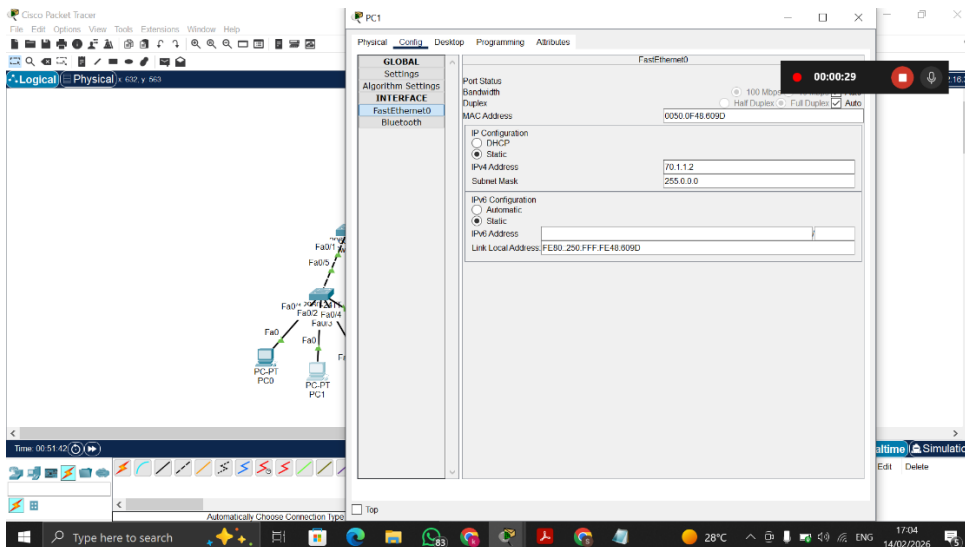 Cisco Packet Tracer
File Edit Options View Tools Extensions Window Help
Logical Physical x: 632, y: 563
PC1
Physical Config Desktop Programming Attributes
GLOBAL
Settings
Algorithm Settings
INTERFACE
FastEthernet0
Bluetooth
FastEthernet0
Port Status
Bandwidth 100 Mbps
Duplex Half Duplex Full Duplex Auto
MAC Address 0050.0F48.609D
IP Configuration
DHCP
Static
IPv4 Address 70.1.1.2
Subnet Mask 255.0.0.0
IPv6 Configuration
Automatic
Static
IPv6 Address /
Link Local Address: FE80::250:FFF:FE48:609D
00:00:29
Fa0/1
Fa0/5
Fa0/2 Fa0/4
Fa0/3
Fa0
Fa0
PC-PT
PC0
PC-PT
PC1
Time: 00:51:42
Realtime Simulation
Edit Delete
Automatically Choose Connection Type
Top
Type here to search
83
28°C
ENG
17:04
14/02/2026
5